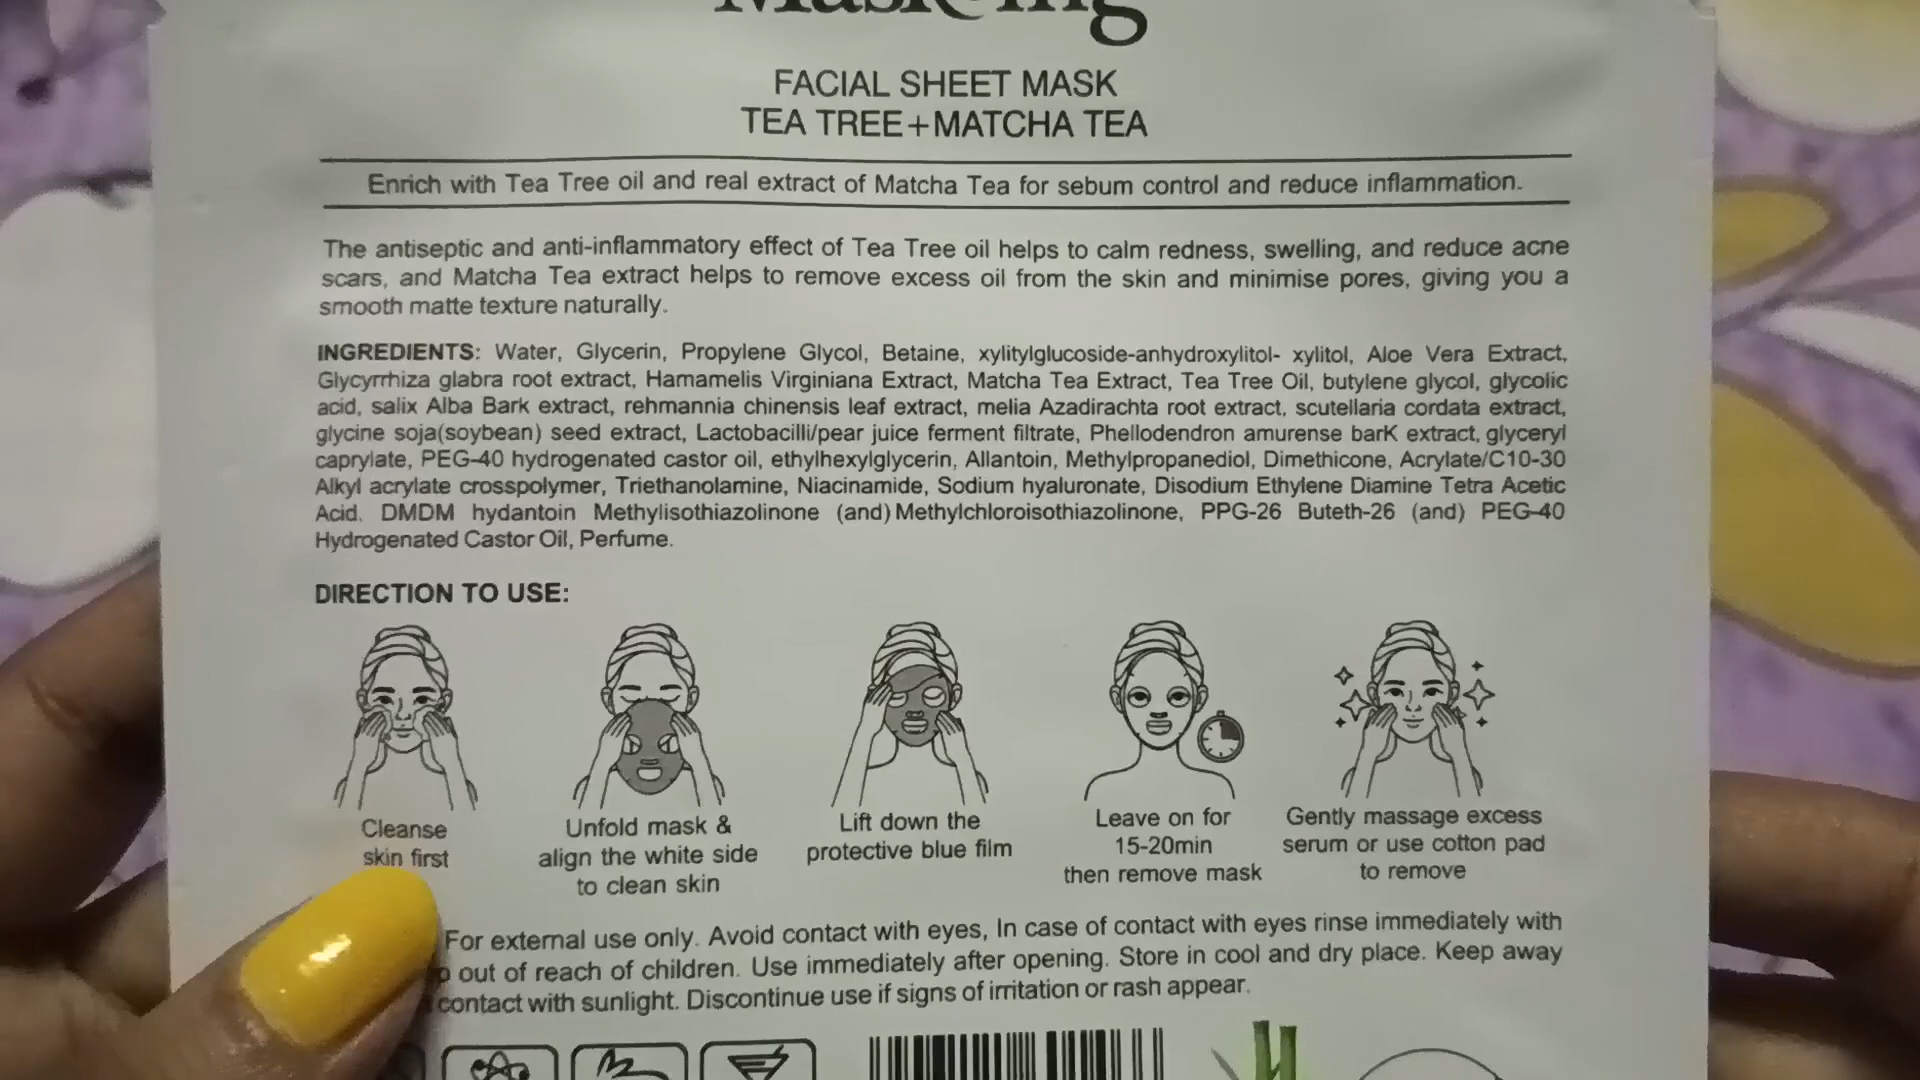 FACIAL SHEET MASK
TEA TREE+MATCHA TEA
Enrich with Tea Tree oil and real extract of Matcha Tea for sebum control and reduce inflammation.
The antiseptic and anti-inflammatory effect of Tea Tree oil helps to calm redness, swelling, and reduce acne
scars, and Matcha Tea extract helps to remove excess oil from the skin and minimise pores, giving you a
smooth matte texture naturally.
INGREDIENTS: Water, Glycerin, Propylene Glycol, Betaine, xylitylglucoside-anhydroxylitol- xylitol, Aloe Vera Extract,
Glycyrrhiza glabra root extract, Hamamelis Virginiana Extract, Matcha Tea Extract, Tea Tree Oil, butylene glycol, glycolic
acid, salix Alba Bark extract, rehmannia chinensis leaf extract, melia Azadirachta root extract, scutellaria cordata extract,
glycine soja(soybean) seed extract, Lactobacilli/pear juice ferment filtrate, Phellodendron amurense barK extract, glyceryl
caprylate, PEG-40 hydrogenated castor oil, ethylhexylglycerin, Allantoin, Methylpropanediol, Dimethicone, Acrylate/C10-30
Alkyl acrylate crosspolymer, Triethanolamine, Niacinamide, Sodium hyaluronate, Disodium Ethylene Diamine Tetra Acetic
Acid. DMDM hydantoin Methylisothiazolinone (and) Methylchloroisothiazolinone, PPG-26 Buteth-26 (and) PEG-40
Hydrogenated Castor Oil, Perfume.
DIRECTION TO USE:
Cleanse
skin first
Unfold mask &
align the white side
to clean skin
Lift down the
protective blue film
Leave on for
15-20min
then remove mask
Gently massage excess
serum or use cotton pad
to remove
For external use only. Avoid contact with eyes, In case of contact with eyes rinse immediately with
out of reach of children. Use immediately after opening. Store in cool and dry place. Keep away
contact with sunlight. Discontinue use if signs of irritation or rash appear.